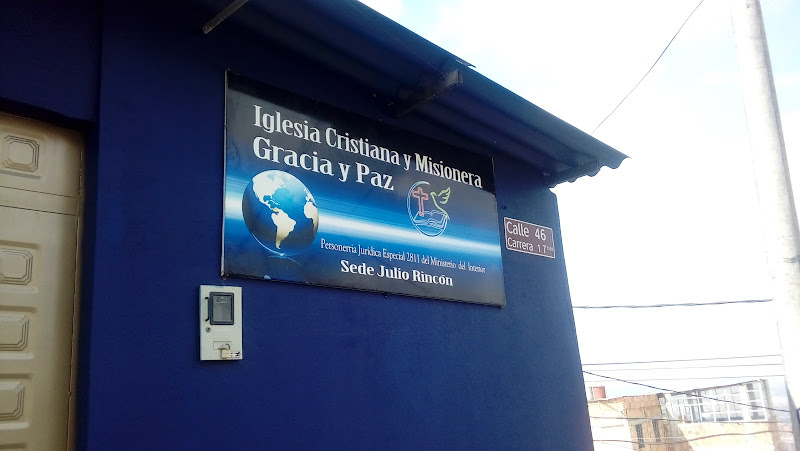 Iglesia Cristiana y Misionera
Gracia y Paz
Personería Jurídica Especial 2811 del Ministerio del Interior
Sede Julio Rincón
Calle 46
Carrera 17